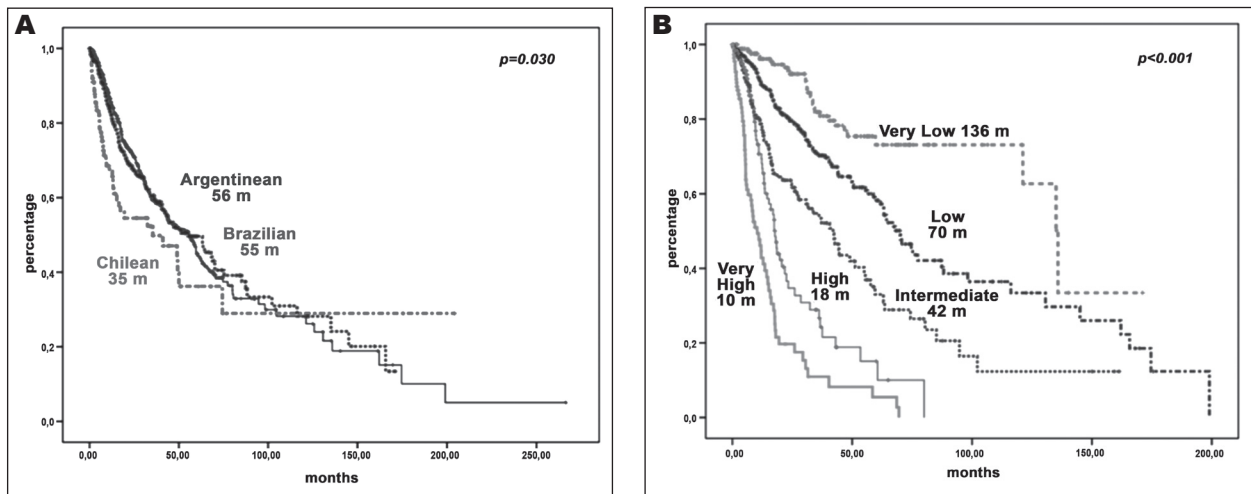 A
p=0.030
1,0
0,8
0,6
0,4
0,2
0,0
percentage
Argentinean
56 m
Brazilian
55 m
Chilean
35 m
0,00
50,00
100,00
150,00
200,00
250,00
months
B
p<0.001
1,0
0,8
0,6
0,4
0,2
0,0
percentage
Very Low 136 m
Low
70 m
Very
High
10 m
High
18 m
Intermediate
42 m
0,00
50,00
100,00
150,00
200,00
months